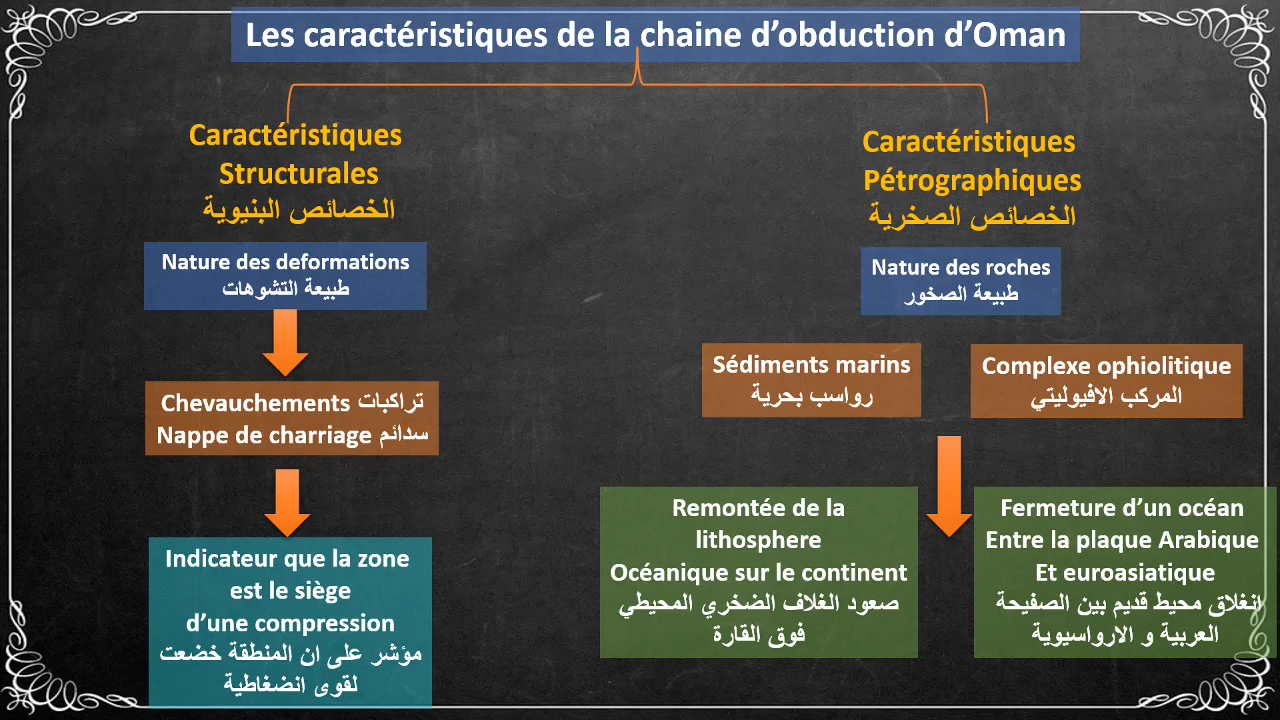 Les caractéristiques de la chaine d’obduction d’Oman
Caractéristiques
Structurales
الخصائص البنيوية
Nature des deformations
طبيعة التشوهات
Chevauchements تراكبات
Nappe de charriage سدائم
Indicateur que la zone
est le siège
d’une compression
مؤشر على ان المنطقة خضعت
لقوى انضغاطية
Caractéristiques
Pétrographiques
الخصائص الصخرية
Nature des roches
طبيعة الصخور
Sédiments marins
رواسب بحرية
Complexe ophiolitique
المركب الافيوليتي
Remontée de la
lithosphere
Océanique sur le continent
صعود الغلاف الضخري المحيطي
فوق القارة
Fermeture d’un océan
Entre la plaque Arabique
Et euroasiatique
انغلاق محيط قديم بين الصفيحة
العربية و الارواسيوية